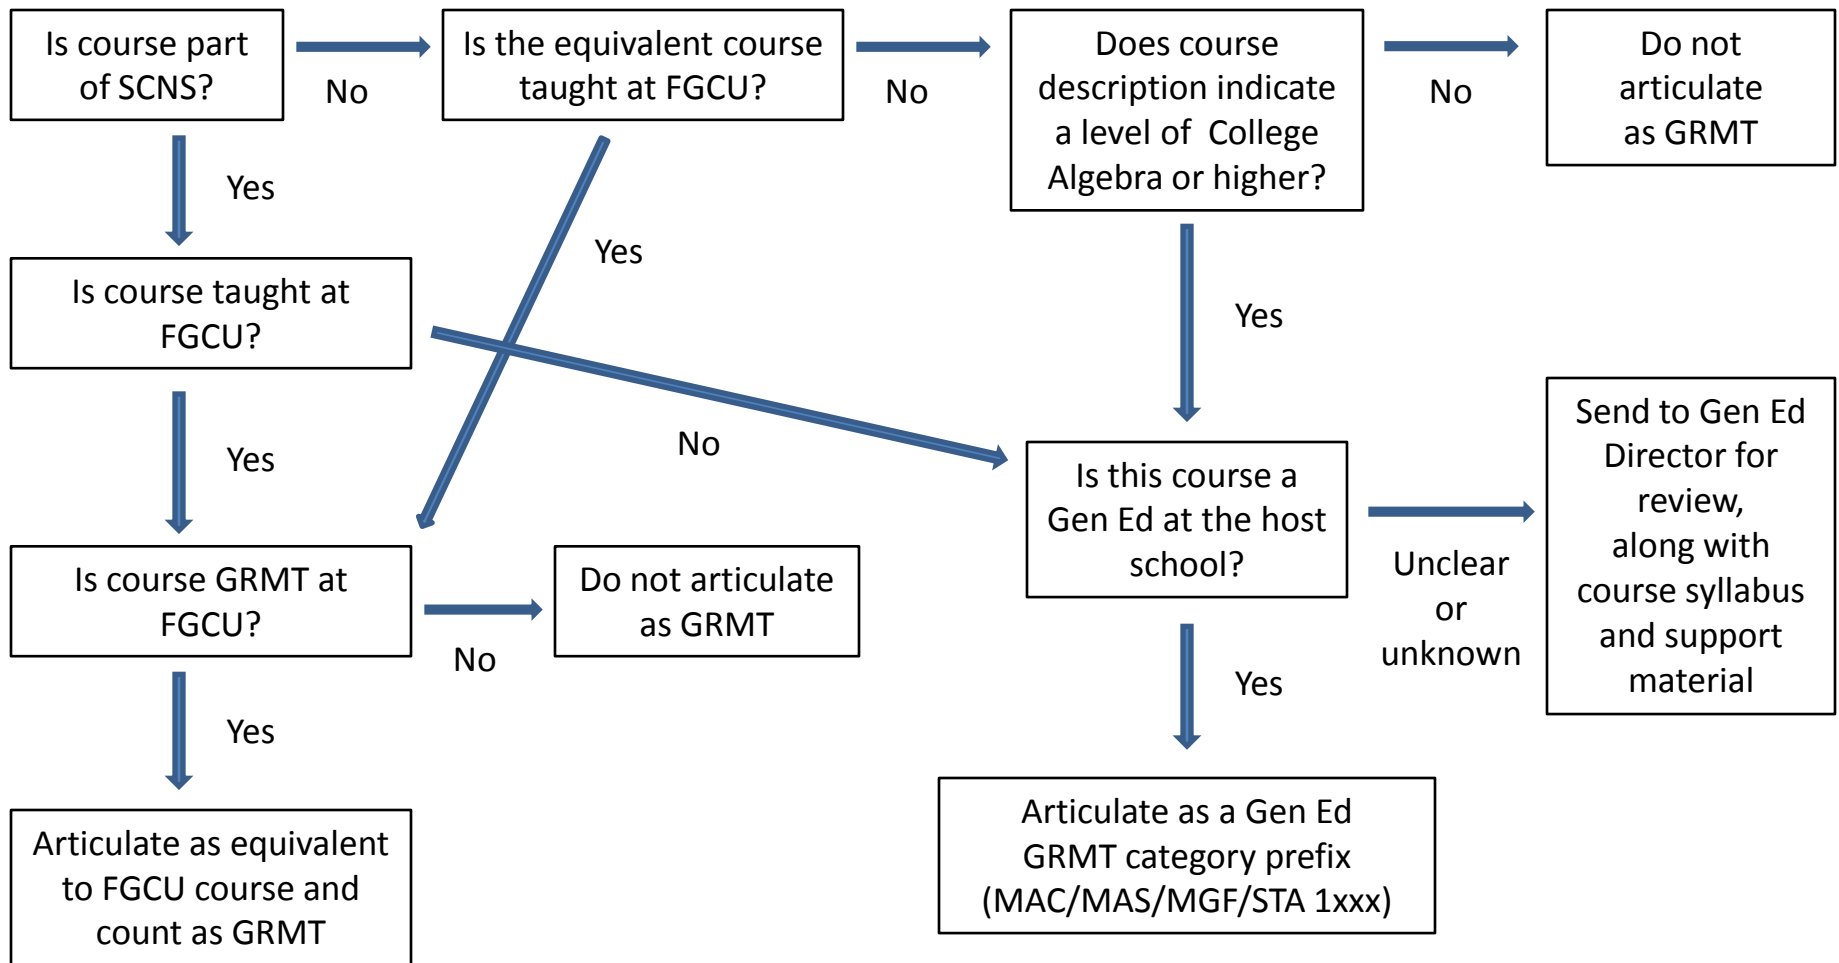 Is course part
of SCNS?
No
Is the equivalent course
taught at FGCU?
No
Does course
description indicate
a level of College
Algebra or higher?
No
Do not
articulate
as GRMT
Yes
Yes
Yes
Is course taught at
FGCU?
No
Yes
Is this course a
Gen Ed at the host
school?
Unclear
or
unknown
Send to Gen Ed
Director for
review,
along with
course syllabus
and support
material
Is course GRMT at
FGCU?
No
Do not articulate
as GRMT
Yes
Yes
Articulate as equivalent
to FGCU course and
count as GRMT
Articulate as a Gen Ed
GRMT category prefix
(MAC/MAS/MGF/STA 1xxx)